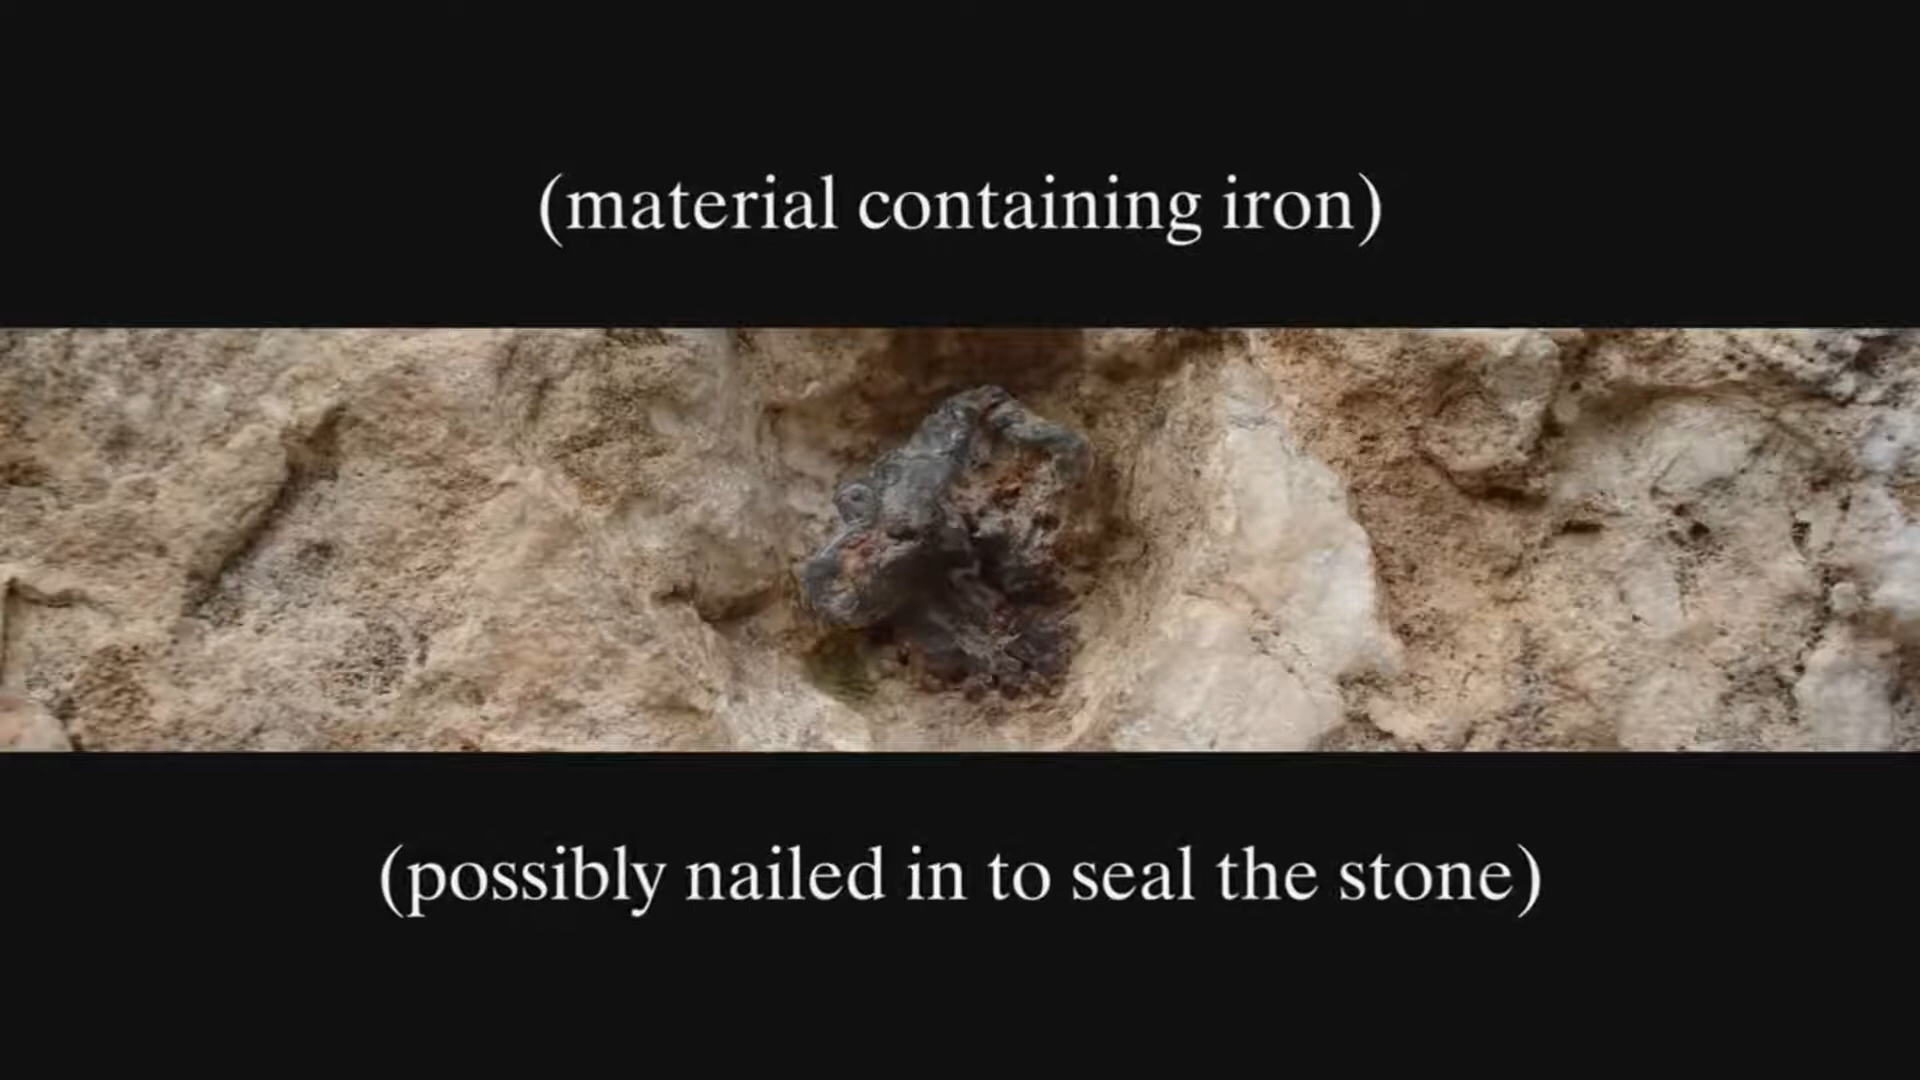 (material containing iron)
(possibly nailed in to seal the stone)